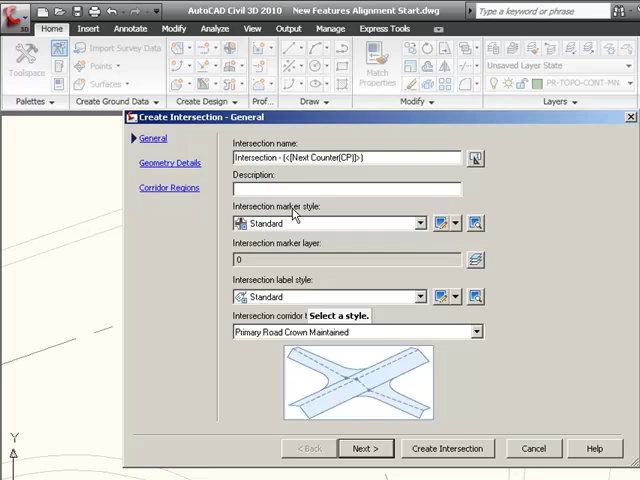 AutoCAD Civil 3D 2010   New Features Alignment Start.dwg
Type a keyword or phrase
3D
Home Insert Annotate Modify Analyze View Output Manage Express Tools
Import Survey Data
Points
Surfaces
Toolspace
Match
Properties
Unsaved Layer State
PR-TOPO-CONT-MN
Palettes Create Ground Data Create Design Prof... Draw Modify Layers
Create Intersection - General
General
Geometry Details
Corridor Regions
Intersection name:
Intersection - (<[Next Counter(CP)]>)
Description:
Intersection marker style:
Standard
Intersection marker layer:
0
Intersection label style:
Standard
Intersection corridor t Select a style.
Primary Road Crown Maintained
< Back Next > Create Intersection Cancel Help
Y